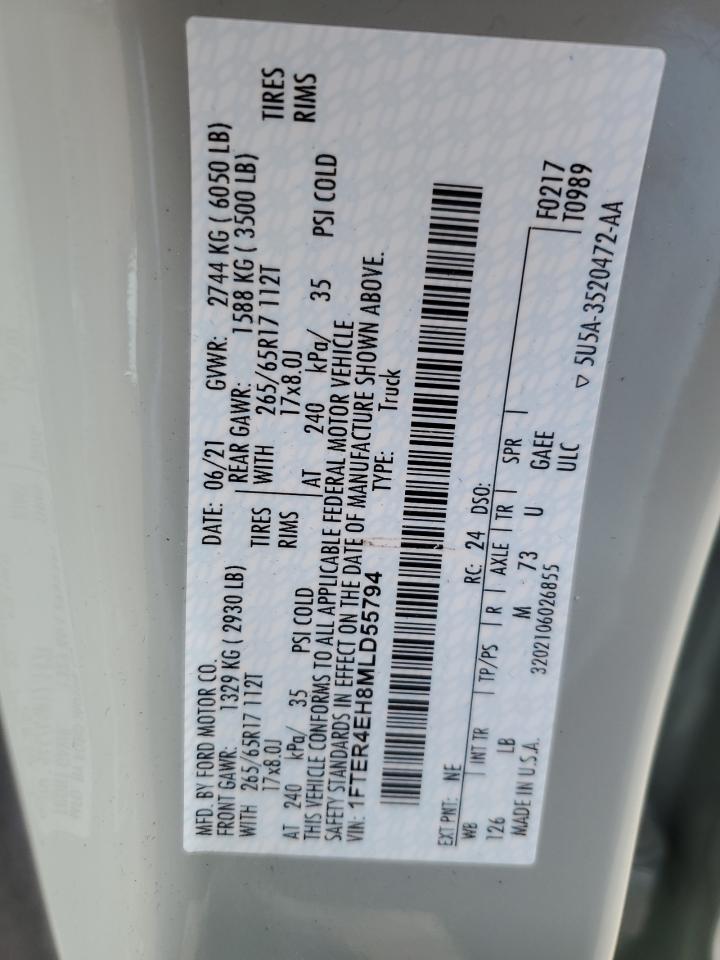 MFD. BY FORD MOTOR CO.
DATE: 06/21 GVWR: 2744 KG ( 6050 LB)
FRONT GAWR: 1329 KG ( 2930 LB) REAR GAWR: 1588 KG ( 3500 LB)
WITH 265/65R17 112T TIRES WITH 265/65R17 112T TIRES
17x8.0J RIMS 17x8.0J RIMS
AT 240 kPa/ 35 PSI COLD AT 240 kPa/ 35 PSI COLD
THIS VEHICLE CONFORMS TO ALL APPLICABLE FEDERAL MOTOR VEHICLE
SAFETY STANDARDS IN EFFECT ON THE DATE OF MANUFACTURE SHOWN ABOVE.
VIN: 1FTER4EH8MLD55794 TYPE: Truck
EXT PNT: NE RC: 24 DSO: F0217
WB INT TR TP/PS R AXLE TR SPR T0989
126 LB M 73 U GAEE
MADE IN U.S.A. 3202106026855 ULC
▽ 5U5A-3520472-AA